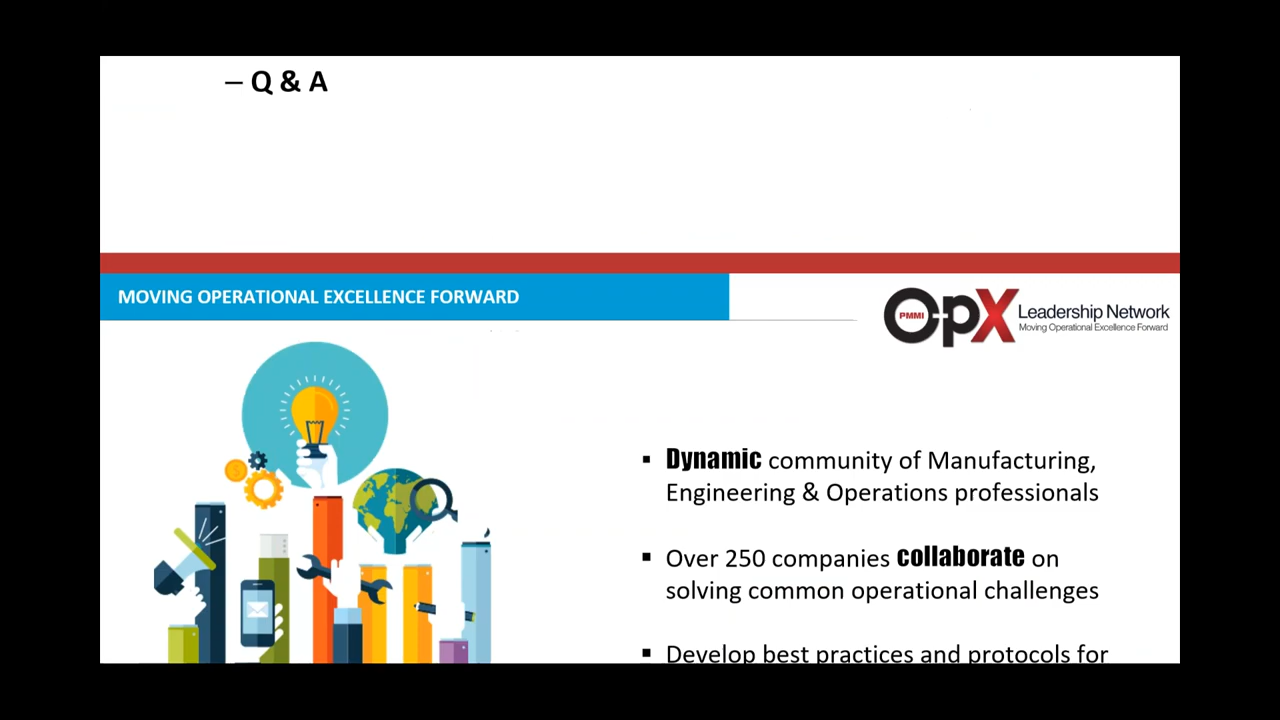 – Q & A
MOVING OPERATIONAL EXCELLENCE FORWARD
OpX
PMMI
Leadership Network
Moving Operational Excellence Forward
▪ Dynamic community of Manufacturing,
Engineering & Operations professionals
▪ Over 250 companies collaborate on
solving common operational challenges
▪ Develop best practices and protocols for